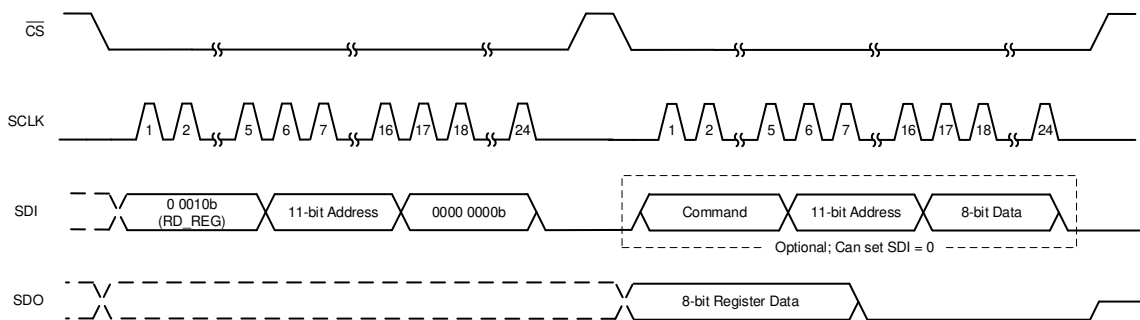 CS
SCLK
1 2 5 6 7 16 17 18 24 1 2 5 6 7 16 17 18 24
SDI
0 0010b
(RD_REG)
11-bit Address
0000 0000b
Command
11-bit Address
8-bit Data
Optional; Can set SDI = 0
SDO
8-bit Register Data